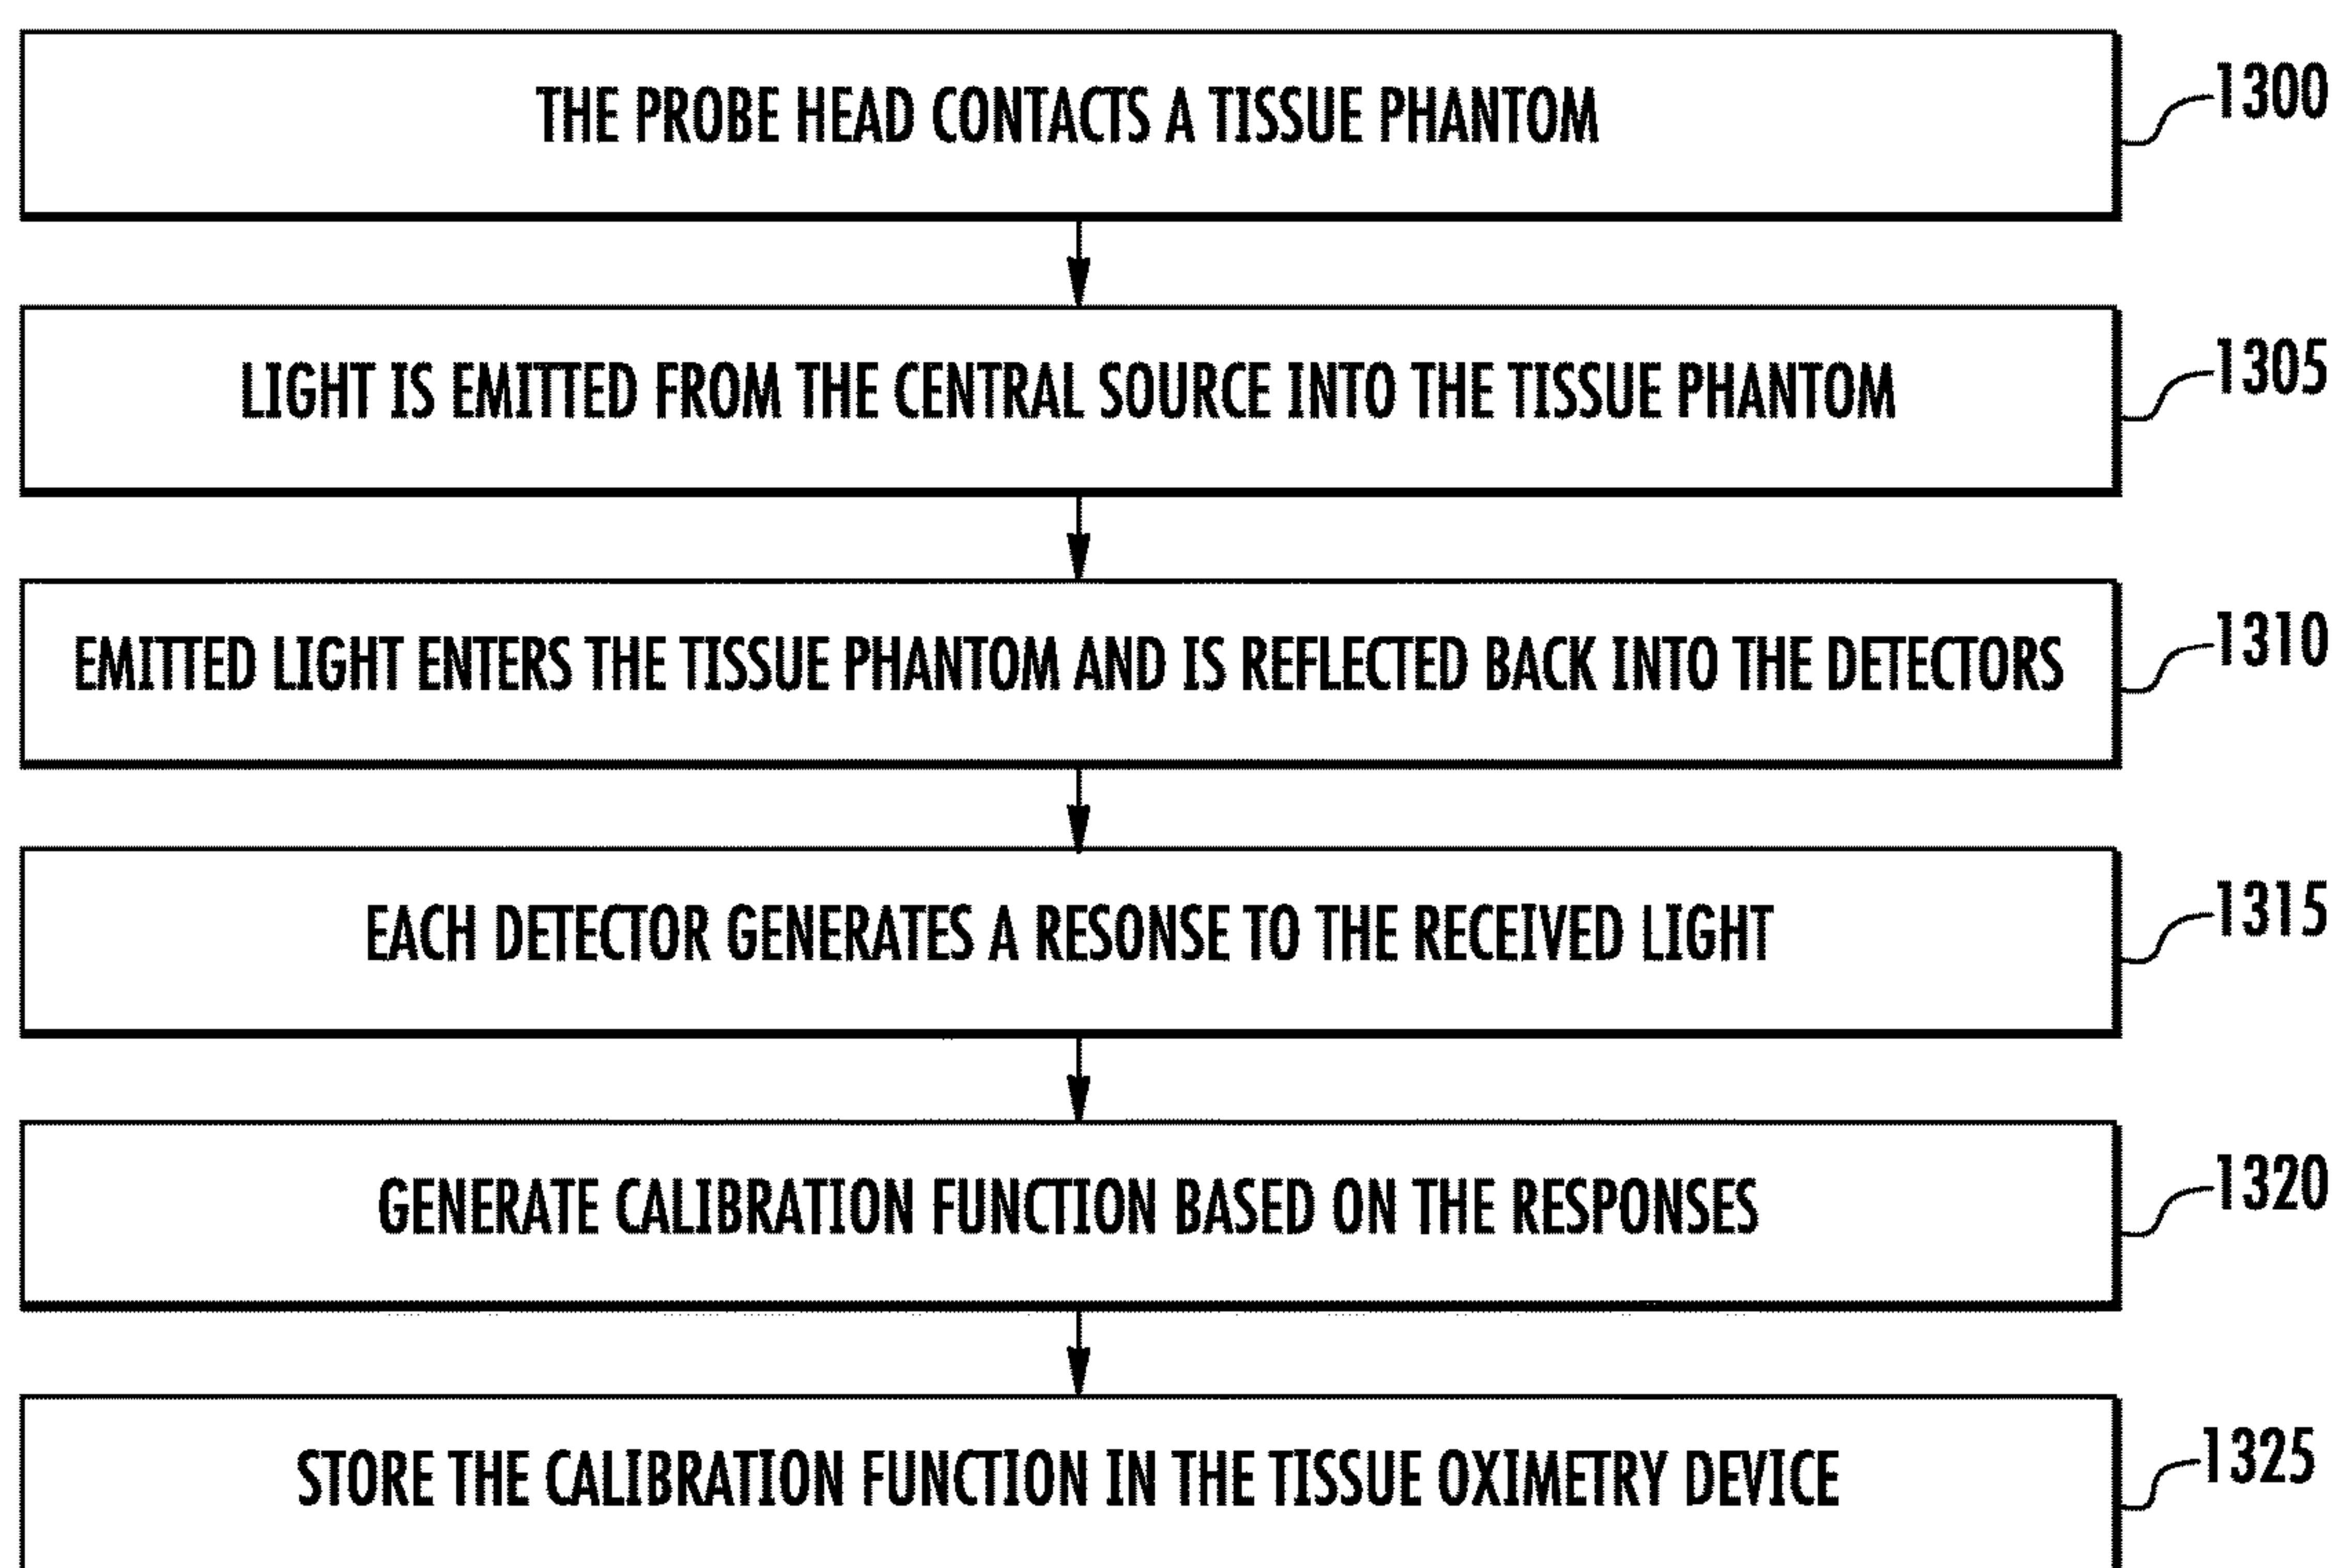 THE PROBE HEAD CONTACTS A TISSUE PHANTOM
1300
LIGHT IS EMITTED FROM THE CENTRAL SOURCE INTO THE TISSUE PHANTOM
1305
EMITTED LIGHT ENTERS THE TISSUE PHANTOM AND IS REFLECTED BACK INTO THE DETECTORS
1310
EACH DETECTOR GENERATES A RESONSE TO THE RECEIVED LIGHT
1315
GENERATE CALIBRATION FUNCTION BASED ON THE RESPONSES
1320
STORE THE CALIBRATION FUNCTION IN THE TISSUE OXIMETRY DEVICE
1325